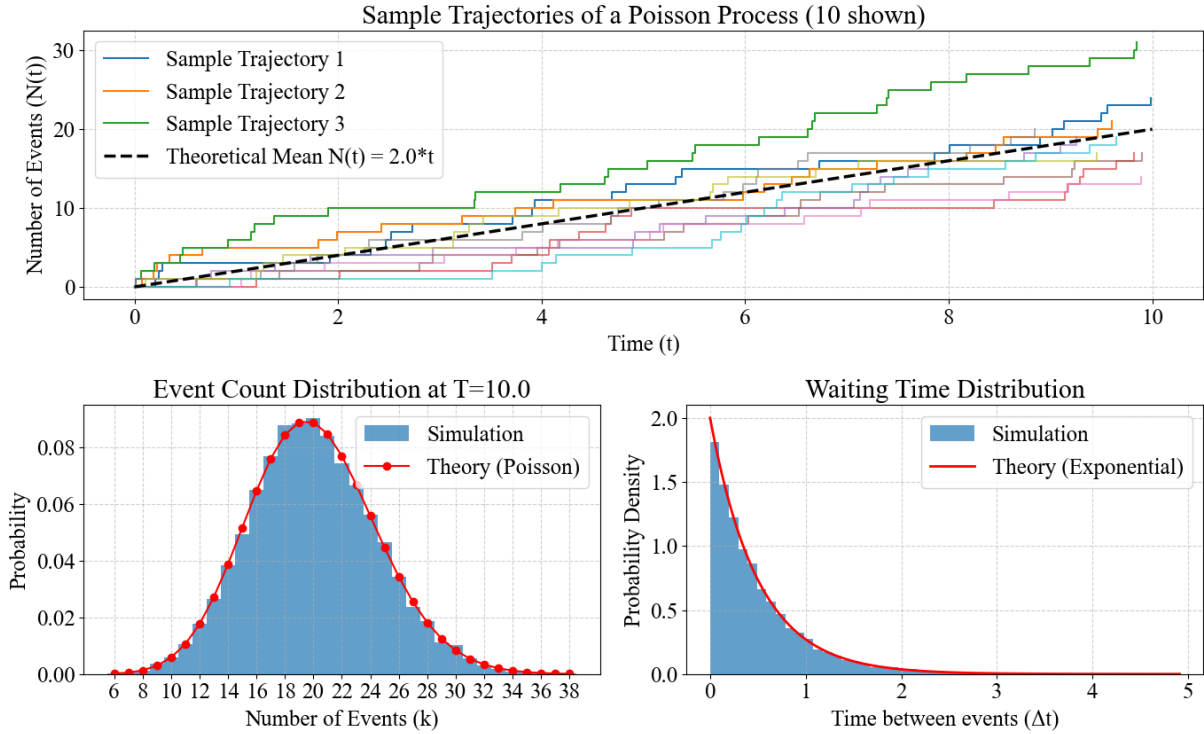 Sample Trajectories of a Poisson Process (10 shown)
Number of Events (N(t))
30
20
10
0
Sample Trajectory 1
Sample Trajectory 2
Sample Trajectory 3
Theoretical Mean N(t) = 2.0*t
0 2 4 6 8 10
Time (t)
Event Count Distribution at T=10.0
Probability
0.08
0.06
0.04
0.02
0.00
Simulation
Theory (Poisson)
6 8 10 12 14 16 18 20 22 24 26 28 30 32 34 36 38
Number of Events (k)
Waiting Time Distribution
Probability Density
2.0
1.5
1.0
0.5
0.0
Simulation
Theory (Exponential)
0 1 2 3 4 5
Time between events (Δt)